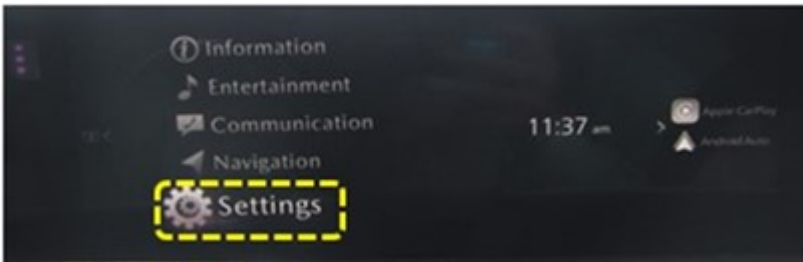 Information
Entertainment
Communication
Navigation
Settings
11:37 am
Apple CarPlay
Android Auto